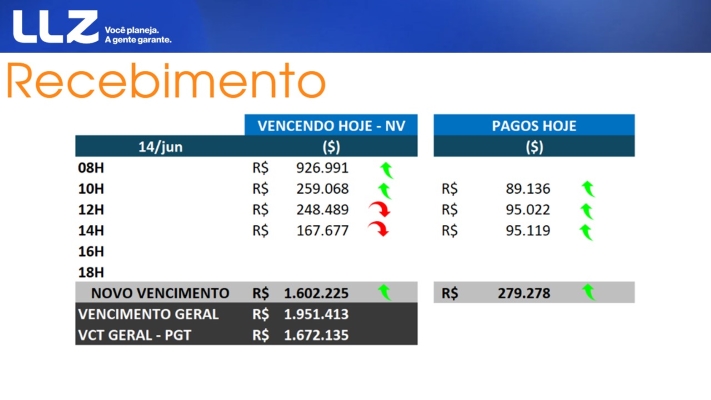 LLZ
Você planeja.
A gente garante.
Recebimento
VENCENDO HOJE - NV PAGOS HOJE
14/jun ($) ($)
08H R$ 926.991
10H R$ 259.068 R$ 89.136
12H R$ 248.489 R$ 95.022
14H R$ 167.677 R$ 95.119
16H
18H
NOVO VENCIMENTO R$ 1.602.225 R$ 279.278
VENCIMENTO GERAL R$ 1.951.413
VCT GERAL - PGT R$ 1.672.135